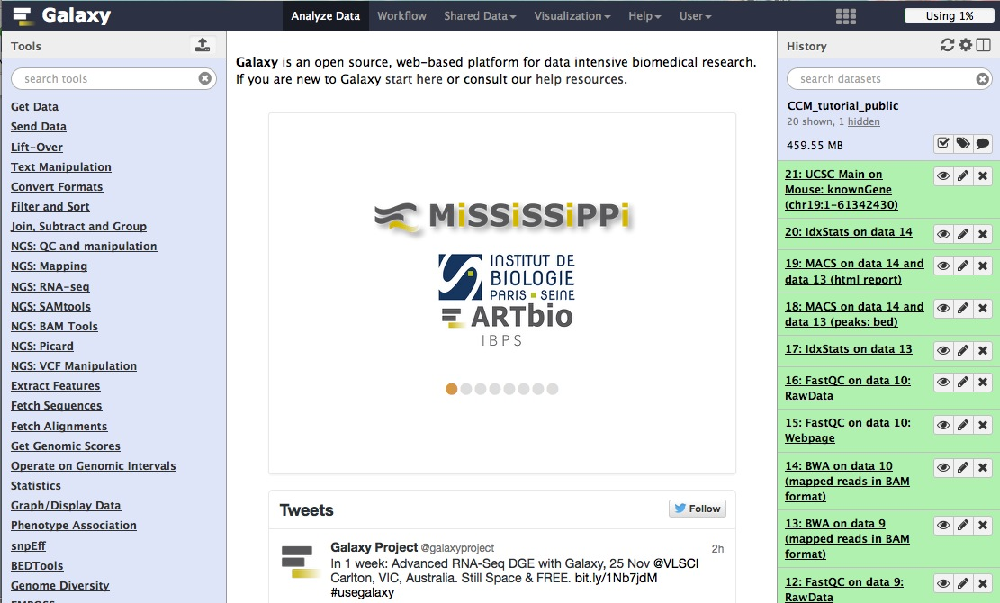 Galaxy
Analyze Data Workflow Shared Data Visualization Help User
Using 1%
Tools
search tools
Get Data
Send Data
Lift-Over
Text Manipulation
Convert Formats
Filter and Sort
Join, Subtract and Group
NGS: QC and manipulation
NGS: Mapping
NGS: RNA-seq
NGS: SAMtools
NGS: BAM Tools
NGS: Picard
NGS: VCF Manipulation
Extract Features
Fetch Sequences
Fetch Alignments
Get Genomic Scores
Operate on Genomic Intervals
Statistics
Graph/Display Data
Phenotype Association
snpEff
BEDTools
Genome Diversity
EMBOSS
Galaxy is an open source, web-based platform for data intensive biomedical research.
If you are new to Galaxy start here or consult our help resources.
MiSSiSSiPPi
INSTITUT DE
BIOLOGIE
PARIS SEINE
ARTbio
IBPS
Tweets
Follow
Galaxy Project @galaxyproject 2h
In 1 week: Advanced RNA-Seq DGE with Galaxy, 25 Nov @VLSCI
Carlton, VIC, Australia. Still Space & FREE. bit.ly/1Nb7jdM
#usegalaxy
History
search datasets
CCM_tutorial_public
20 shown, 1 hidden
459.55 MB
21: UCSC Main on
Mouse: knownGene
(chr19:1-61342430)
20: IdxStats on data 14
19: MACS on data 14 and
data 13 (html report)
18: MACS on data 14 and
data 13 (peaks: bed)
17: IdxStats on data 13
16: FastQC on data 10:
RawData
15: FastQC on data 10:
Webpage
14: BWA on data 10
(mapped reads in BAM
format)
13: BWA on data 9
(mapped reads in BAM
format)
12: FastQC on data 9:
RawData